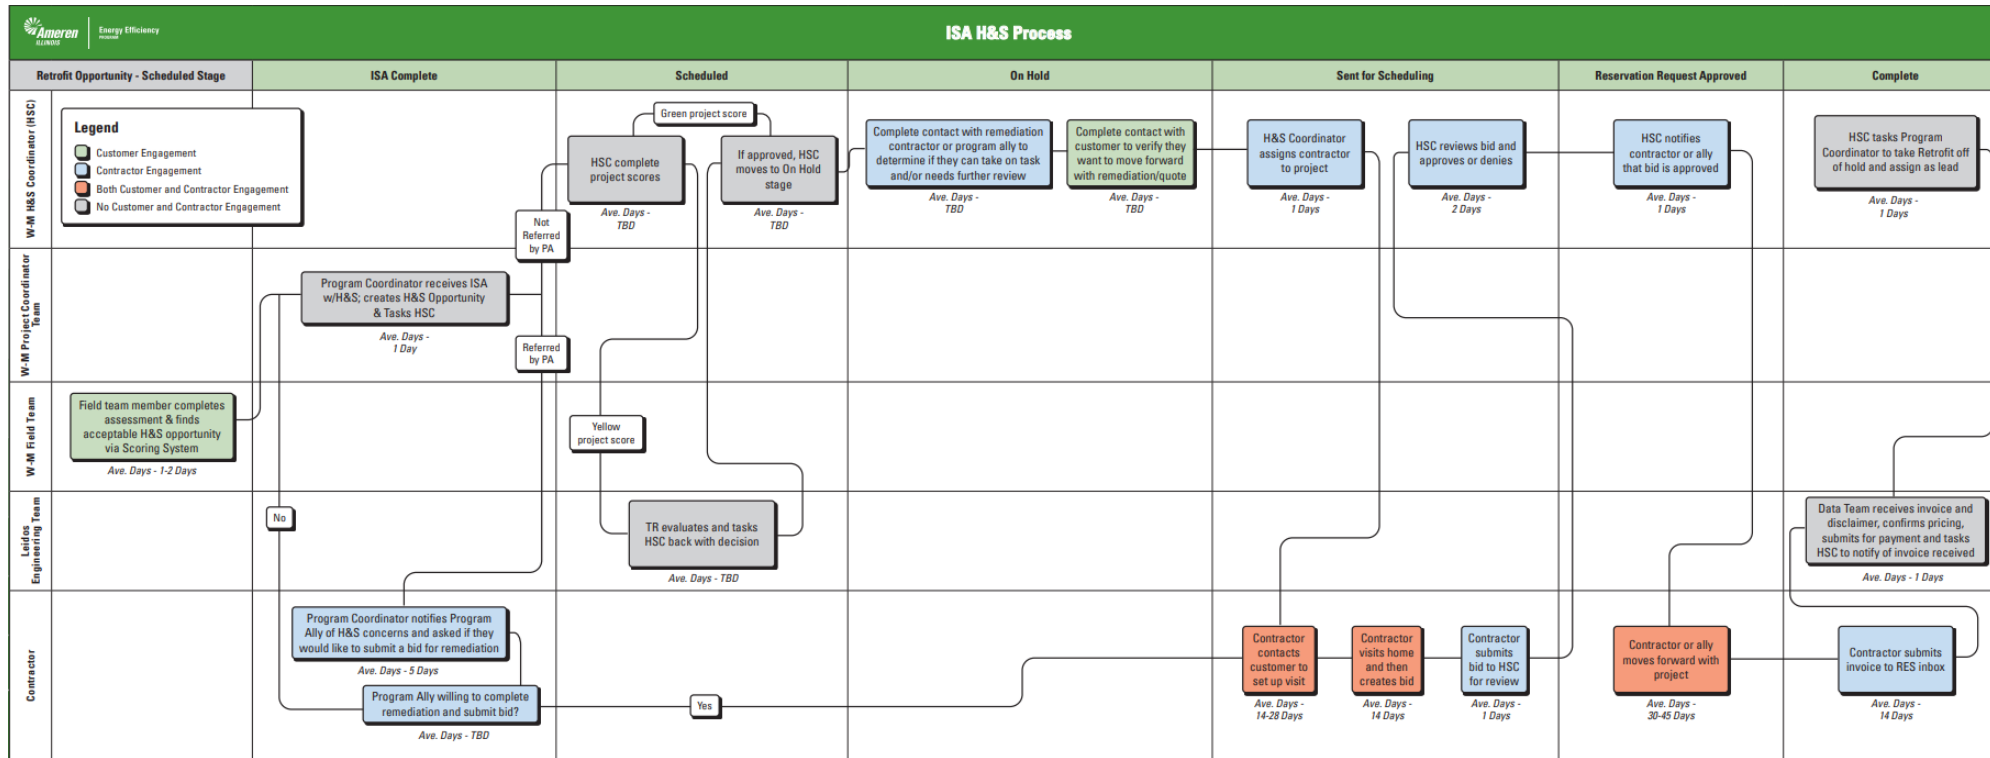 Ameren
ILLINOIS
Energy Efficiency
PROGRAM
ISA H&S Process
Retrofit Opportunity - Scheduled Stage
ISA Complete
Scheduled
On Hold
Sent for Scheduling
Reservation Request Approved
Complete
W-M H&S Coordinator (HSC)
Legend
Customer Engagement
Contractor Engagement
Both Customer and Contractor Engagement
No Customer and Contractor Engagement
Not
Referred
by PA
Green project score
HSC complete
project scores
Ave. Days -
TBD
If approved, HSC
moves to On Hold
stage
Ave. Days -
TBD
Complete contact with remediation
contractor or program ally to
determine if they can take on task
and/or needs further review
Ave. Days -
TBD
Complete contact with
customer to verify they
want to move forward
with remediation/quote
Ave. Days -
TBD
H&S Coordinator
assigns contractor
to project
Ave. Days -
1 Days
HSC reviews bid and
approves or denies
Ave. Days -
2 Days
HSC notifies
contractor or ally
that bid is approved
Ave. Days -
1 Days
HSC tasks Program
Coordinator to take Retrofit off
of hold and assign as lead
Ave. Days -
1 Days
W-M Project Coordinator
Team
Program Coordinator receives ISA
w/H&S; creates H&S Opportunity
& Tasks HSC
Ave. Days -
1 Day
Referred
by PA
W-M Field Team
Field team member completes
assessment & finds
acceptable H&S opportunity
via Scoring System
Ave. Days - 1-2 Days
Yellow
project score
Leidos
Engineering Team
No
TR evaluates and tasks
HSC back with decision
Ave. Days - TBD
Data Team receives invoice and
disclaimer, confirms pricing,
submits for payment and tasks
HSC to notify of invoice received
Ave. Days - 1 Days
Contractor
Program Coordinator notifies Program
Ally of H&S concerns and asked if they
would like to submit a bid for remediation
Ave. Days - 5 Days
Program Ally willing to complete
remediation and submit bid?
Ave. Days - TBD
Yes
Contractor
contacts
customer to
set up visit
Ave. Days -
14-28 Days
Contractor
visits home
and then
creates bid
Ave. Days -
14 Days
Contractor
submits
bid to HSC
for review
Ave. Days -
1 Days
Contractor or ally
moves forward with
project
Ave. Days -
30-45 Days
Contractor submits
invoice to RES inbox
Ave. Days -
14 Days